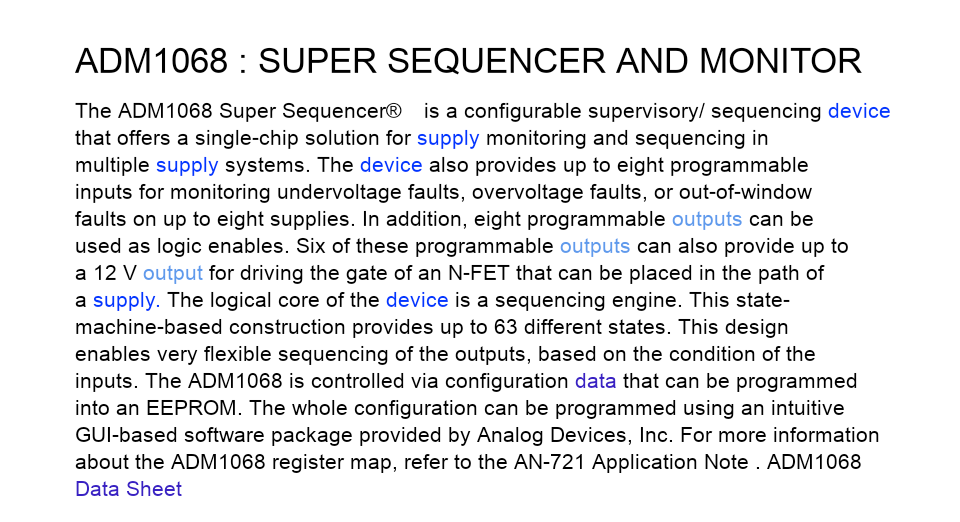 ADM1068 : SUPER SEQUENCER AND MONITOR
The ADM1068 Super Sequencer® is a configurable supervisory/ sequencing device
that offers a single-chip solution for supply monitoring and sequencing in
multiple supply systems. The device also provides up to eight programmable
inputs for monitoring undervoltage faults, overvoltage faults, or out-of-window
faults on up to eight supplies. In addition, eight programmable outputs can be
used as logic enables. Six of these programmable outputs can also provide up to
a 12 V output for driving the gate of an N-FET that can be placed in the path of
a supply. The logical core of the device is a sequencing engine. This state-
machine-based construction provides up to 63 different states. This design
enables very flexible sequencing of the outputs, based on the condition of the
inputs. The ADM1068 is controlled via configuration data that can be programmed
into an EEPROM. The whole configuration can be programmed using an intuitive
GUI-based software package provided by Analog Devices, Inc. For more information
about the ADM1068 register map, refer to the AN-721 Application Note . ADM1068
Data Sheet